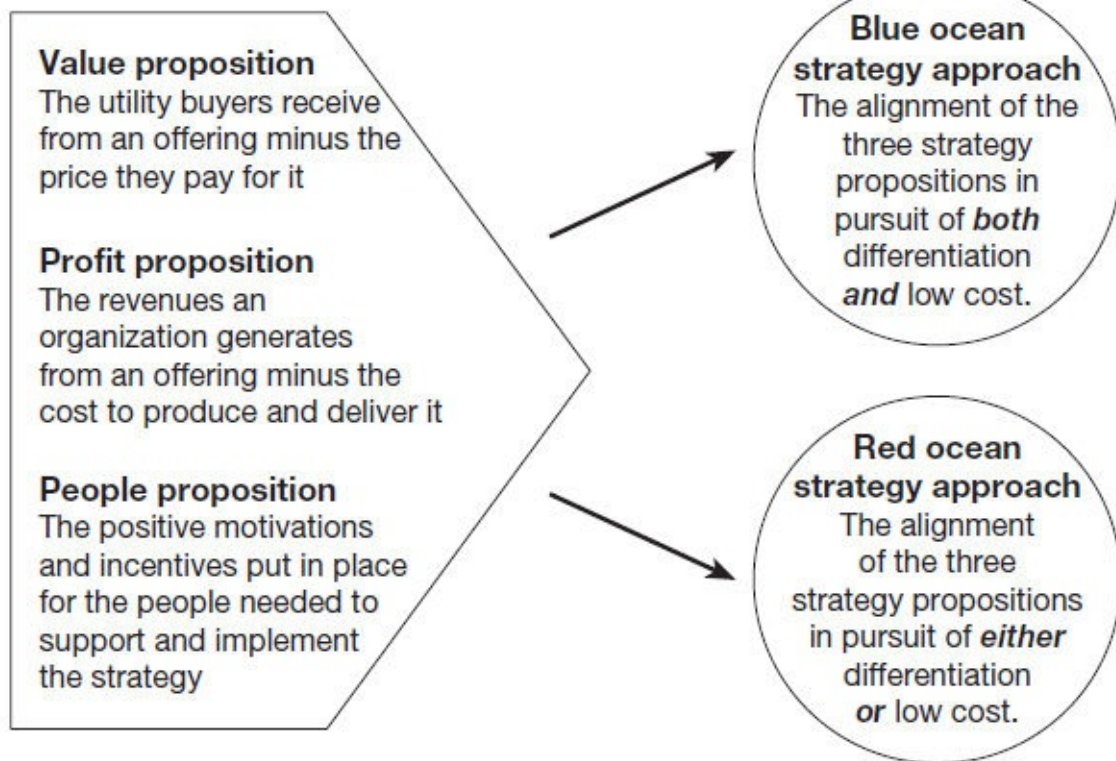 Value proposition
The utility buyers receive
from an offering minus the
price they pay for it
Profit proposition
The revenues an
organization generates
from an offering minus the
cost to produce and deliver it
People proposition
The positive motivations
and incentives put in place
for the people needed to
support and implement
the strategy
Blue ocean
strategy approach
The alignment of the
three strategy
propositions in
pursuit of both
differentiation
and low cost.
Red ocean
strategy approach
The alignment
of the three
strategy propositions
in pursuit of either
differentiation
or low cost.